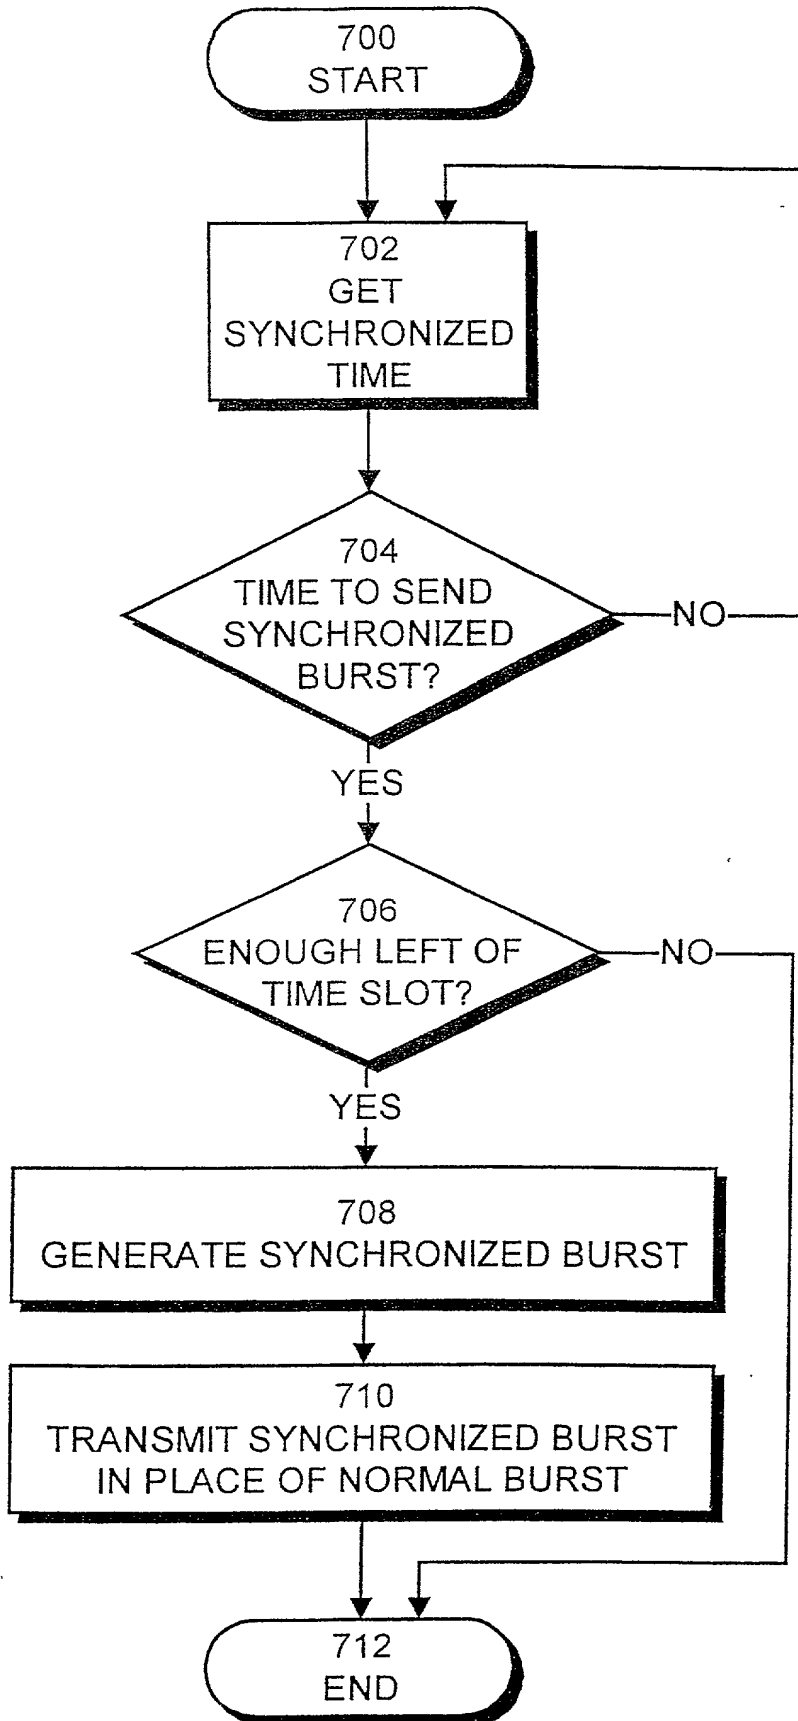 700
START
702
GET
SYNCHRONIZED
TIME
704
TIME TO SEND
SYNCHRONIZED
BURST?
NO
YES
706
ENOUGH LEFT OF
TIME SLOT?
NO
YES
708
GENERATE SYNCHRONIZED BURST
710
TRANSMIT SYNCHRONIZED BURST
IN PLACE OF NORMAL BURST
712
END